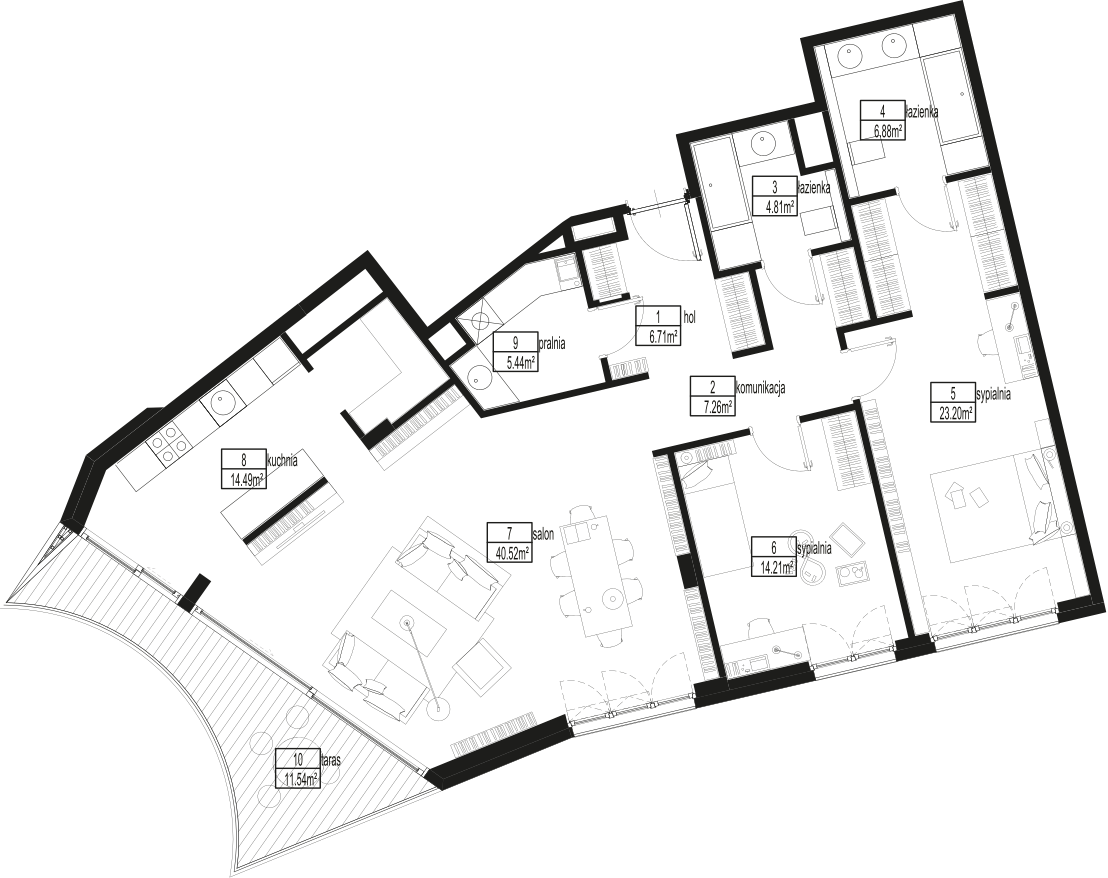 1 hol
6.71m²
2 komunikacja
7.26m²
3 łazienka
4.81m²
4 łazienka
6.88m²
5 sypialnia
23.20m²
6 sypialnia
14.21m²
7 salon
40.52m²
8 kuchnia
14.49m²
9 pralnia
5.44m²
10 taras
11.54m²